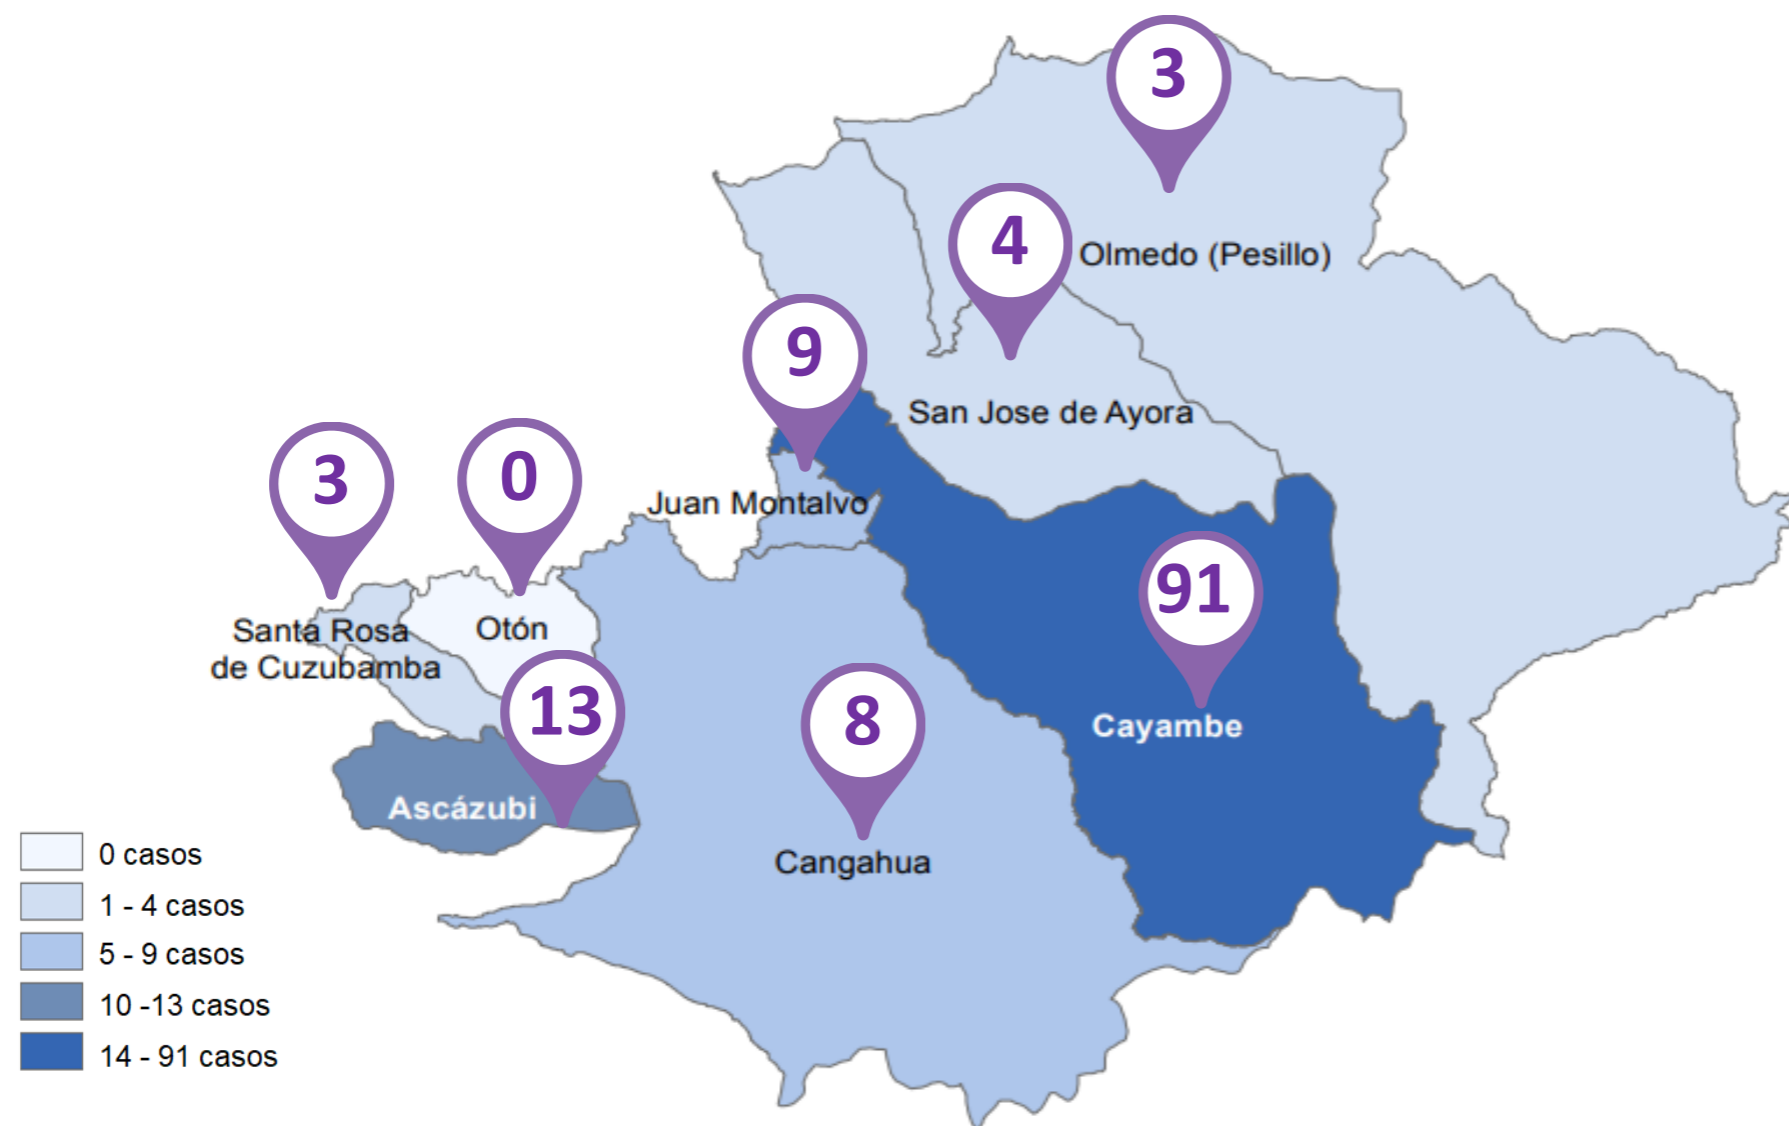 3
4
Olmedo (Pesillo)
9
San Jose de Ayora
3
0
Juan Montalvo
91
Santa Rosa
de Cuzubamba
Otón
13
8
Cayambe
Ascázubi
Cangahua
0 casos
1 - 4 casos
5 - 9 casos
10 -13 casos
14 - 91 casos